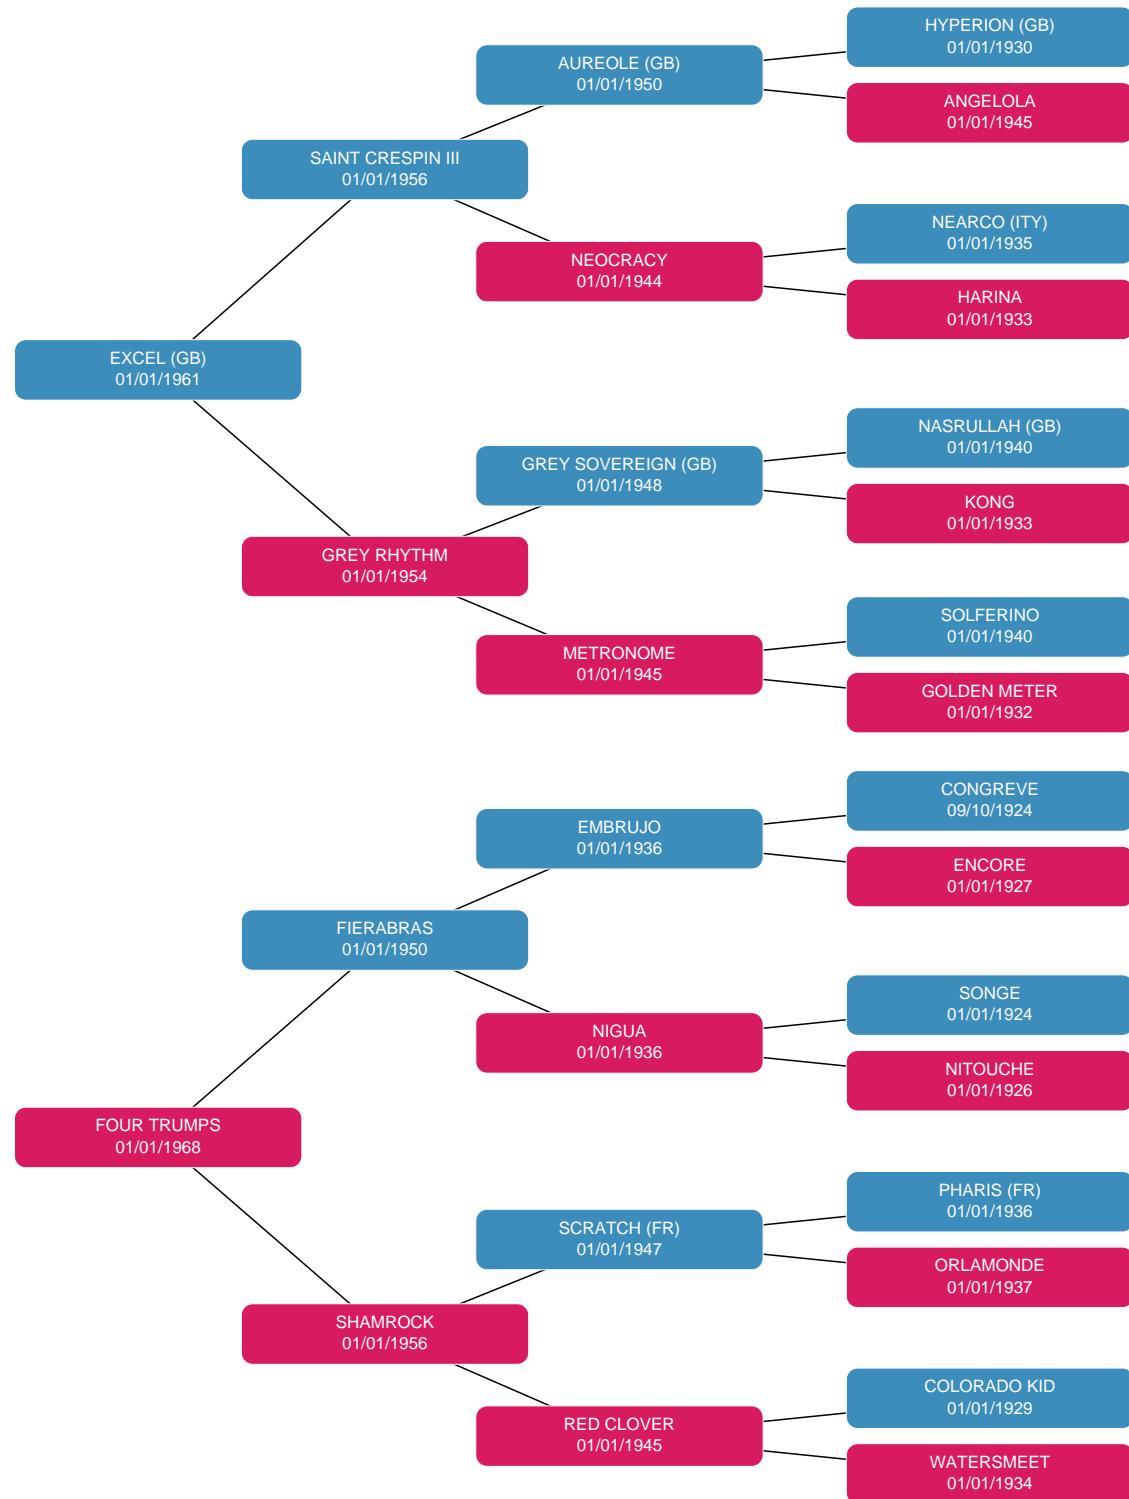 HYPERION (GB)
01/01/1930
AUREOLE (GB)
01/01/1950
ANGELOLA
01/01/1945
SAINT CRESPIN III
01/01/1956
NEARCO (ITY)
01/01/1935
NEOCRACY
01/01/1944
HARINA
01/01/1933
EXCEL (GB)
01/01/1961
NASRULLAH (GB)
01/01/1940
GREY SOVEREIGN (GB)
01/01/1948
KONG
01/01/1933
GREY RHYTHM
01/01/1954
SOLFERINO
01/01/1940
METRONOME
01/01/1945
GOLDEN METER
01/01/1932
CONGREVE
09/10/1924
EMBRUJO
01/01/1936
ENCORE
01/01/1927
FIERABRAS
01/01/1950
SONGE
01/01/1924
NIGUA
01/01/1936
NITOUCHE
01/01/1926
FOUR TRUMPS
01/01/1968
PHARIS (FR)
01/01/1936
SCRATCH (FR)
01/01/1947
ORLAMONDE
01/01/1937
SHAMROCK
01/01/1956
COLORADO KID
01/01/1929
RED CLOVER
01/01/1945
WATERSMEET
01/01/1934